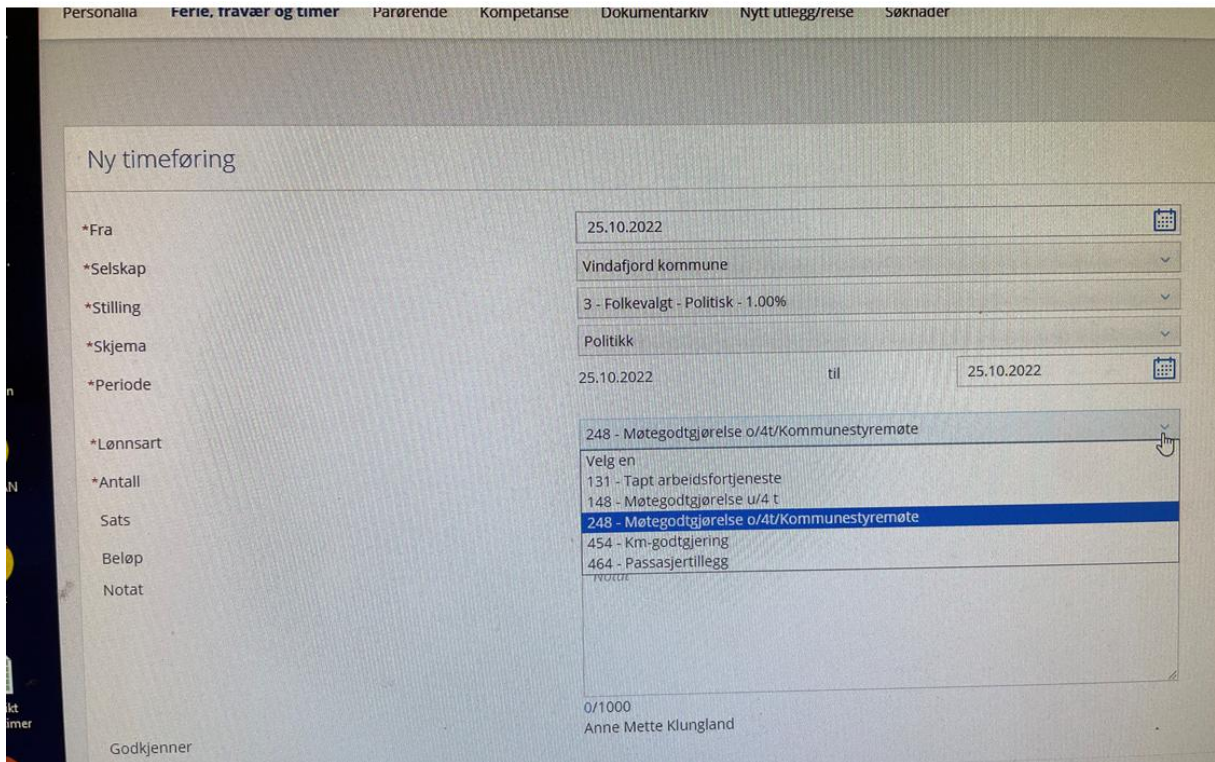 Personalia Ferie, fravær og timer Pårørende Kompetanse Dokumentarkiv Nytt utlegg/reise Søknader
Ny timeføring
*Fra 25.10.2022
*Selskap Vindafjord kommune
*Stilling 3 - Folkevalgt - Politisk - 1.00%
*Skjema Politikk
*Periode 25.10.2022 til 25.10.2022
*Lønnsart 248 - Møtegodtgjørelse o/4t/Kommunestyremøte
Velg en
*Antall 131 - Tapt arbeidsfortjeneste
148 - Møtegodtgjørelse u/4 t
Sats 248 - Møtegodtgjørelse o/4t/Kommunestyremøte
454 - Km-godtgjering
Beløp 464 - Passasjertillegg
Notat Notat
0/1000
Anne Mette Klungland
Godkjenner